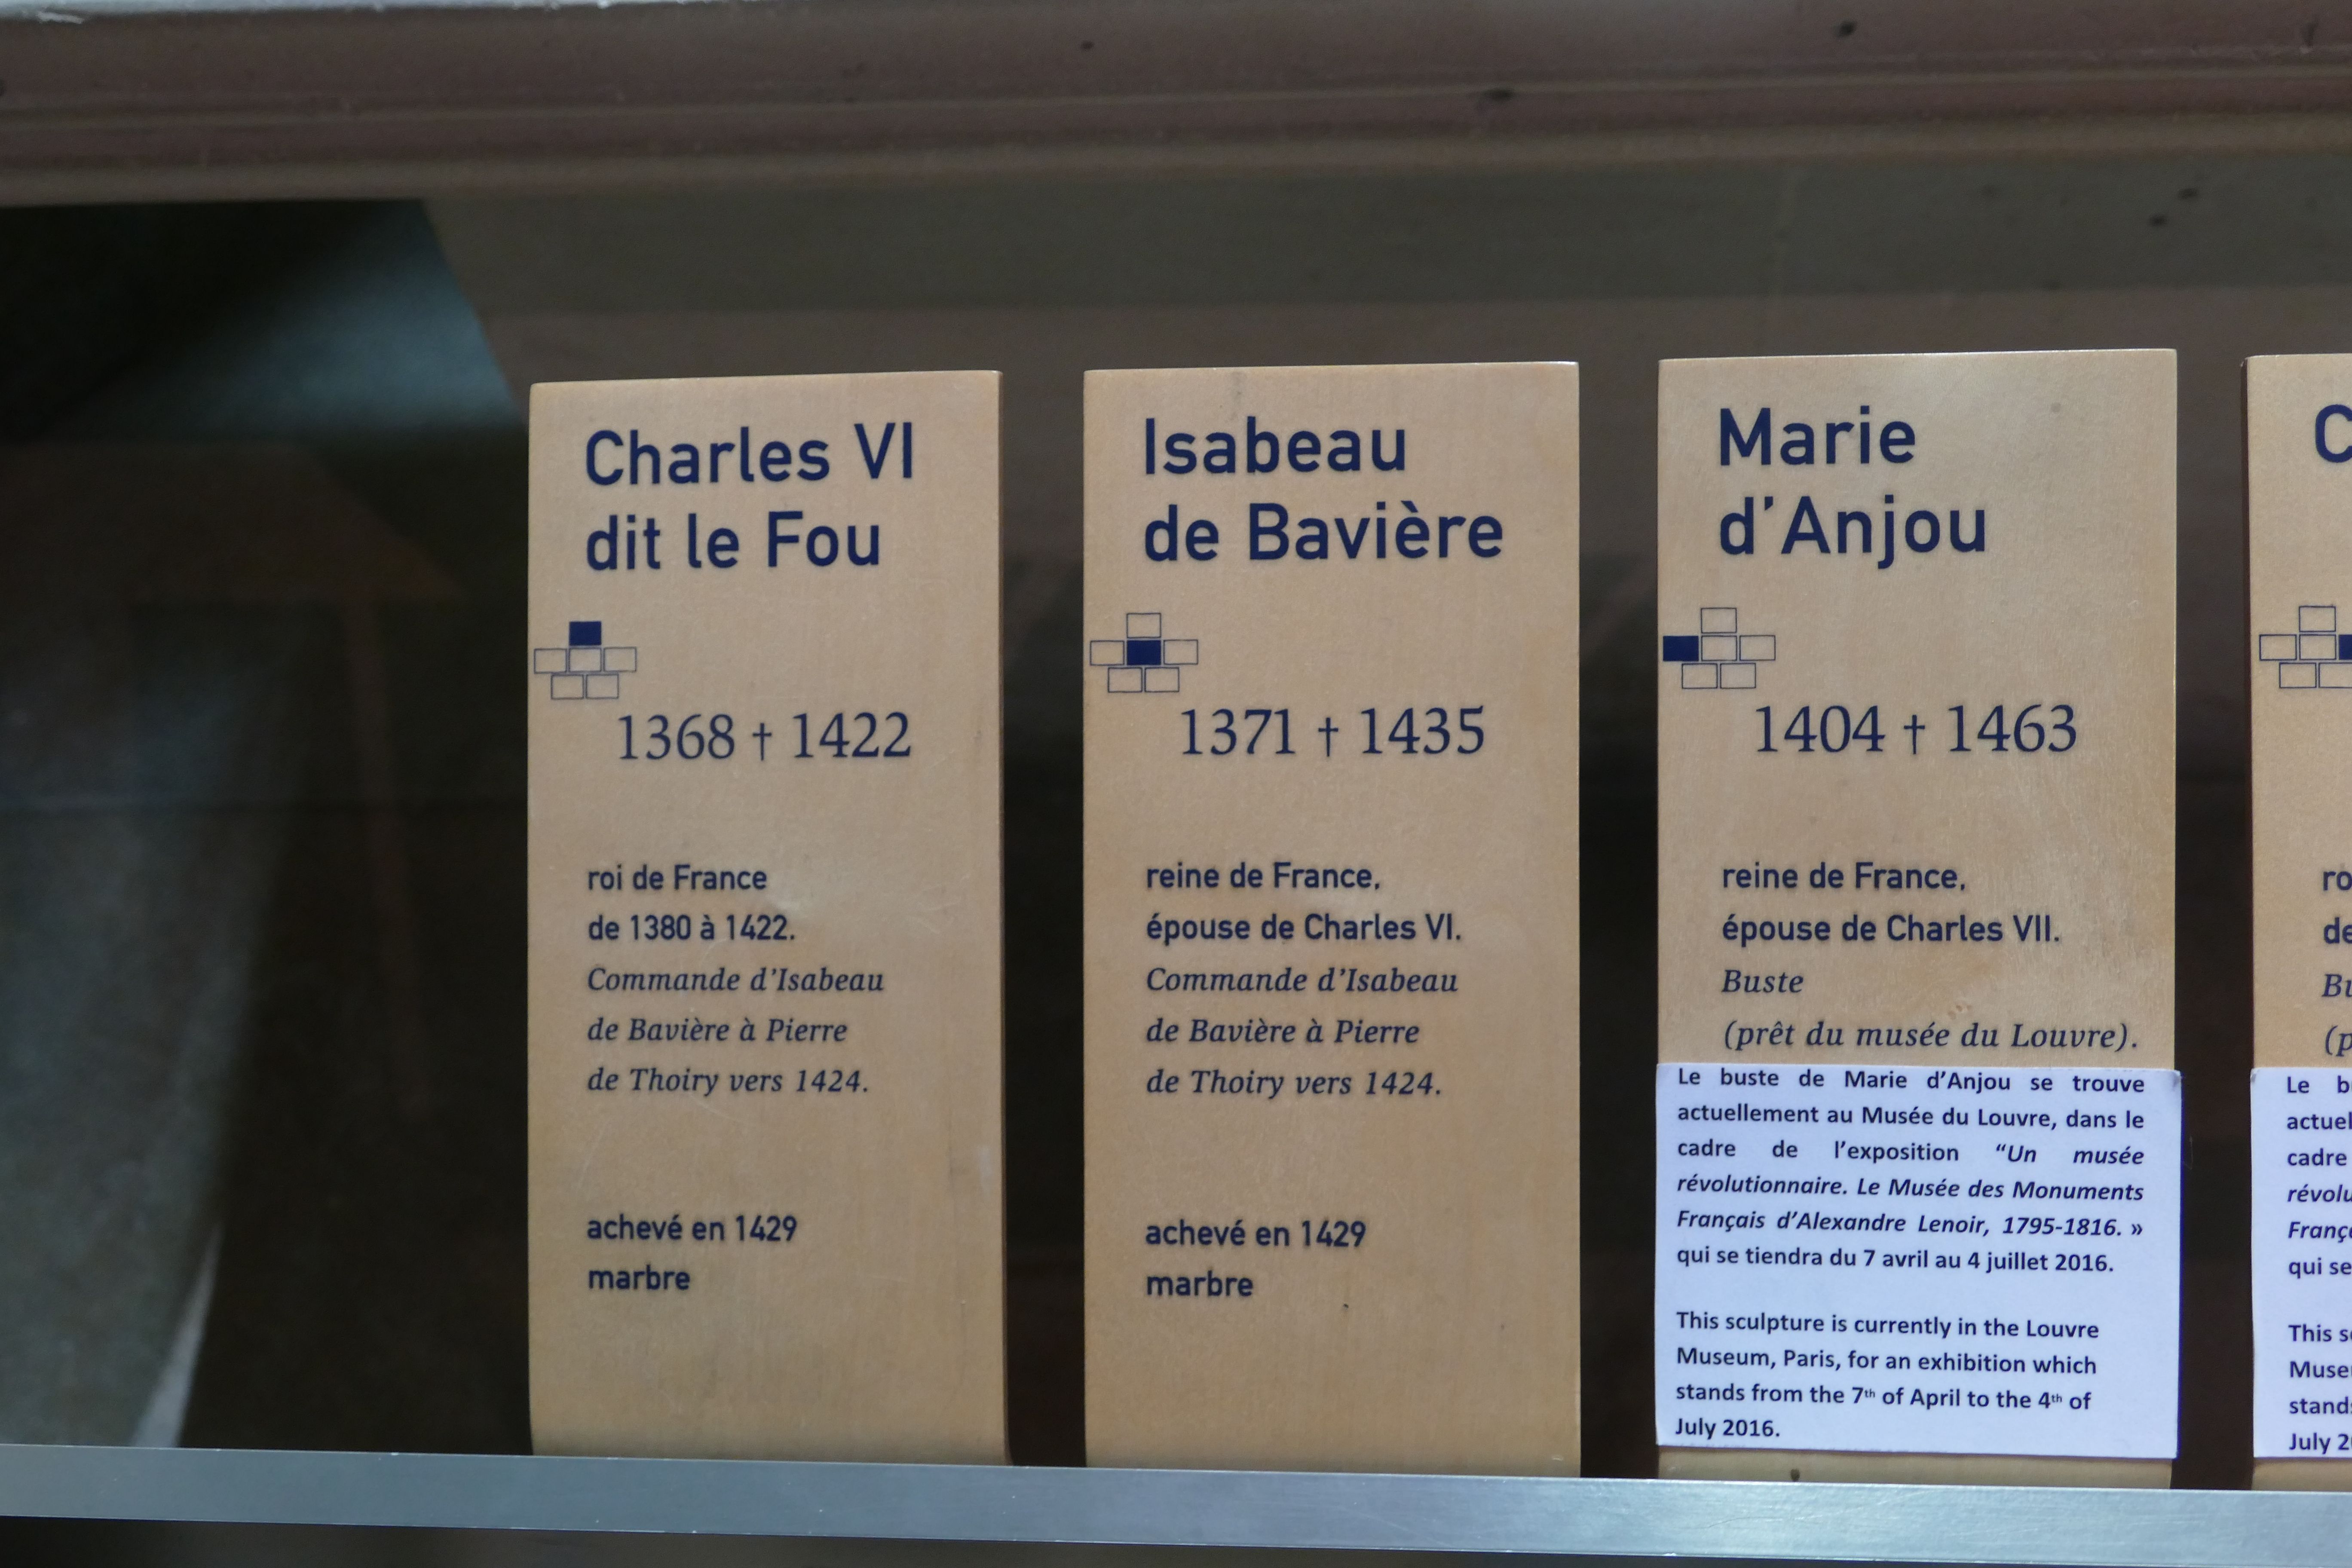 Charles VI
dit le Fou
1368 † 1422
roi de France
de 1380 à 1422.
Commande d'Isabeau
de Bavière à Pierre
de Thoiry vers 1424.
achevé en 1429
marbre
Isabeau
de Bavière
1371 † 1435
reine de France,
épouse de Charles VI.
Commande d'Isabeau
de Bavière à Pierre
de Thoiry vers 1424.
achevé en 1429
marbre
Marie
d'Anjou
1404 † 1463
reine de France,
épouse de Charles VII.
Buste
(prêt du musée du Louvre).
Le buste de Marie d'Anjou se trouve
actuellement au Musée du Louvre, dans le
cadre de l'exposition "Un musée
révolutionnaire. Le Musée des Monuments
Français d'Alexandre Lenoir, 1795-1816. »
qui se tiendra du 7 avril au 4 juillet 2016.
This sculpture is currently in the Louvre
Museum, Paris, for an exhibition which
stands from the 7th of April to the 4th of
July 2016.
Le
cadre
qui
This